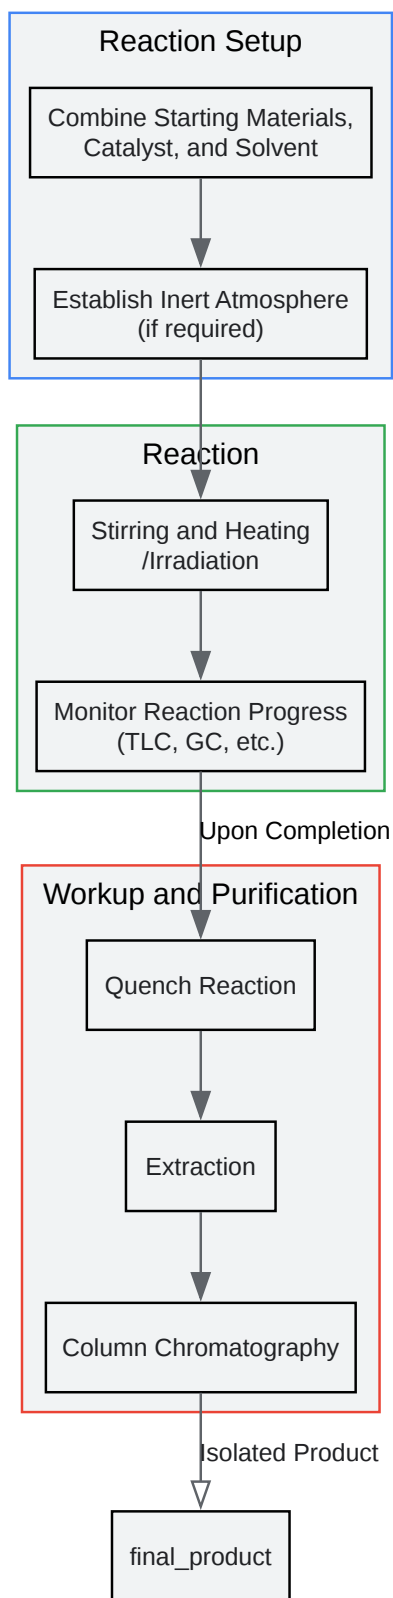 Reaction Setup
Combine Starting Materials,
Catalyst, and Solvent
Establish Inert Atmosphere
(if required)
Reaction
Stirring and Heating
/Irradiation
Monitor Reaction Progress
(TLC, GC, etc.)
Upon Completion
Workup and Purification
Quench Reaction
Extraction
Column Chromatography
Isolated Product
final_product